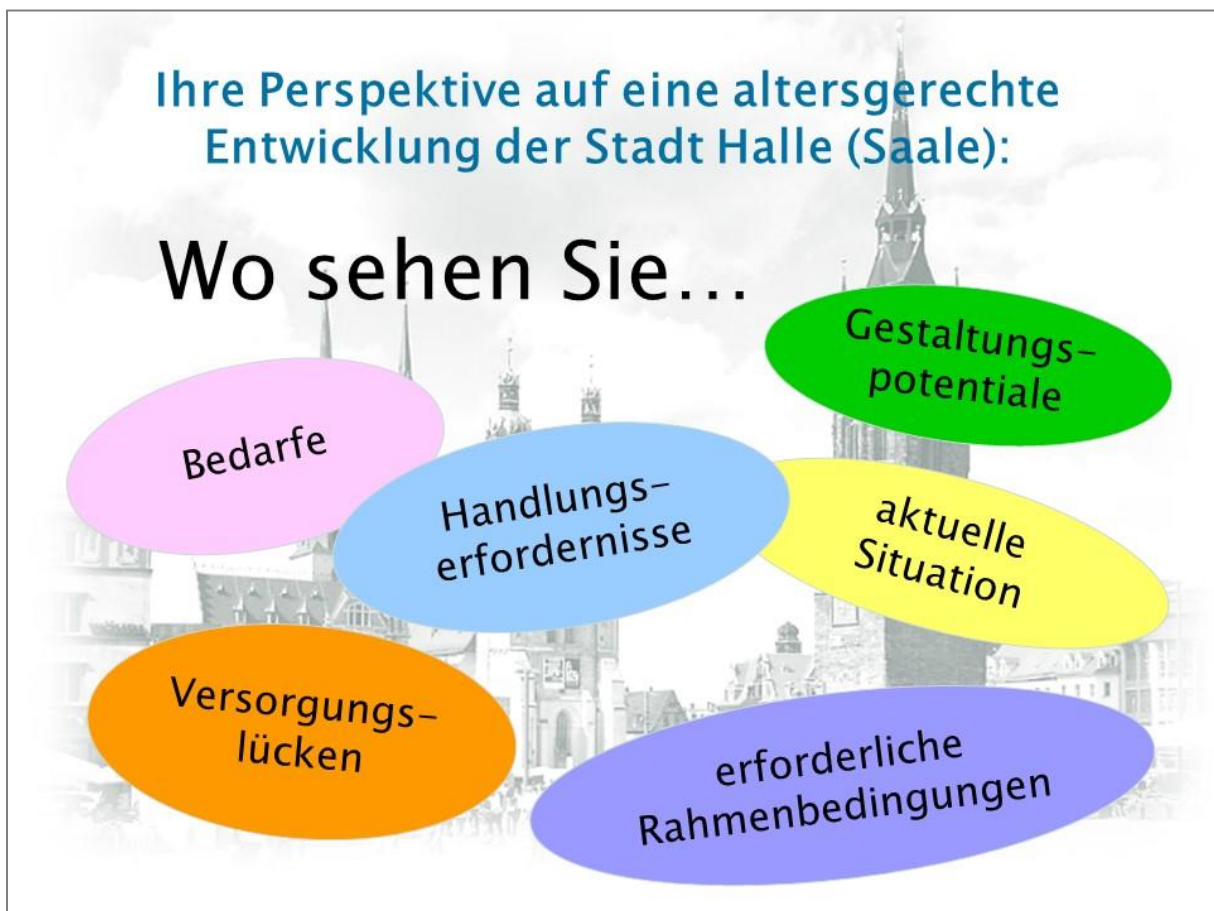 Ihre Perspektive auf eine altersgerechte
Entwicklung der Stadt Halle (Saale):
Wo sehen Sie...
Gestaltungs-
potentiale
Bedarfe
Handlungs-
erfordernisse
aktuelle
Situation
Versorgungs-
lücken
erforderliche
Rahmenbedingungen